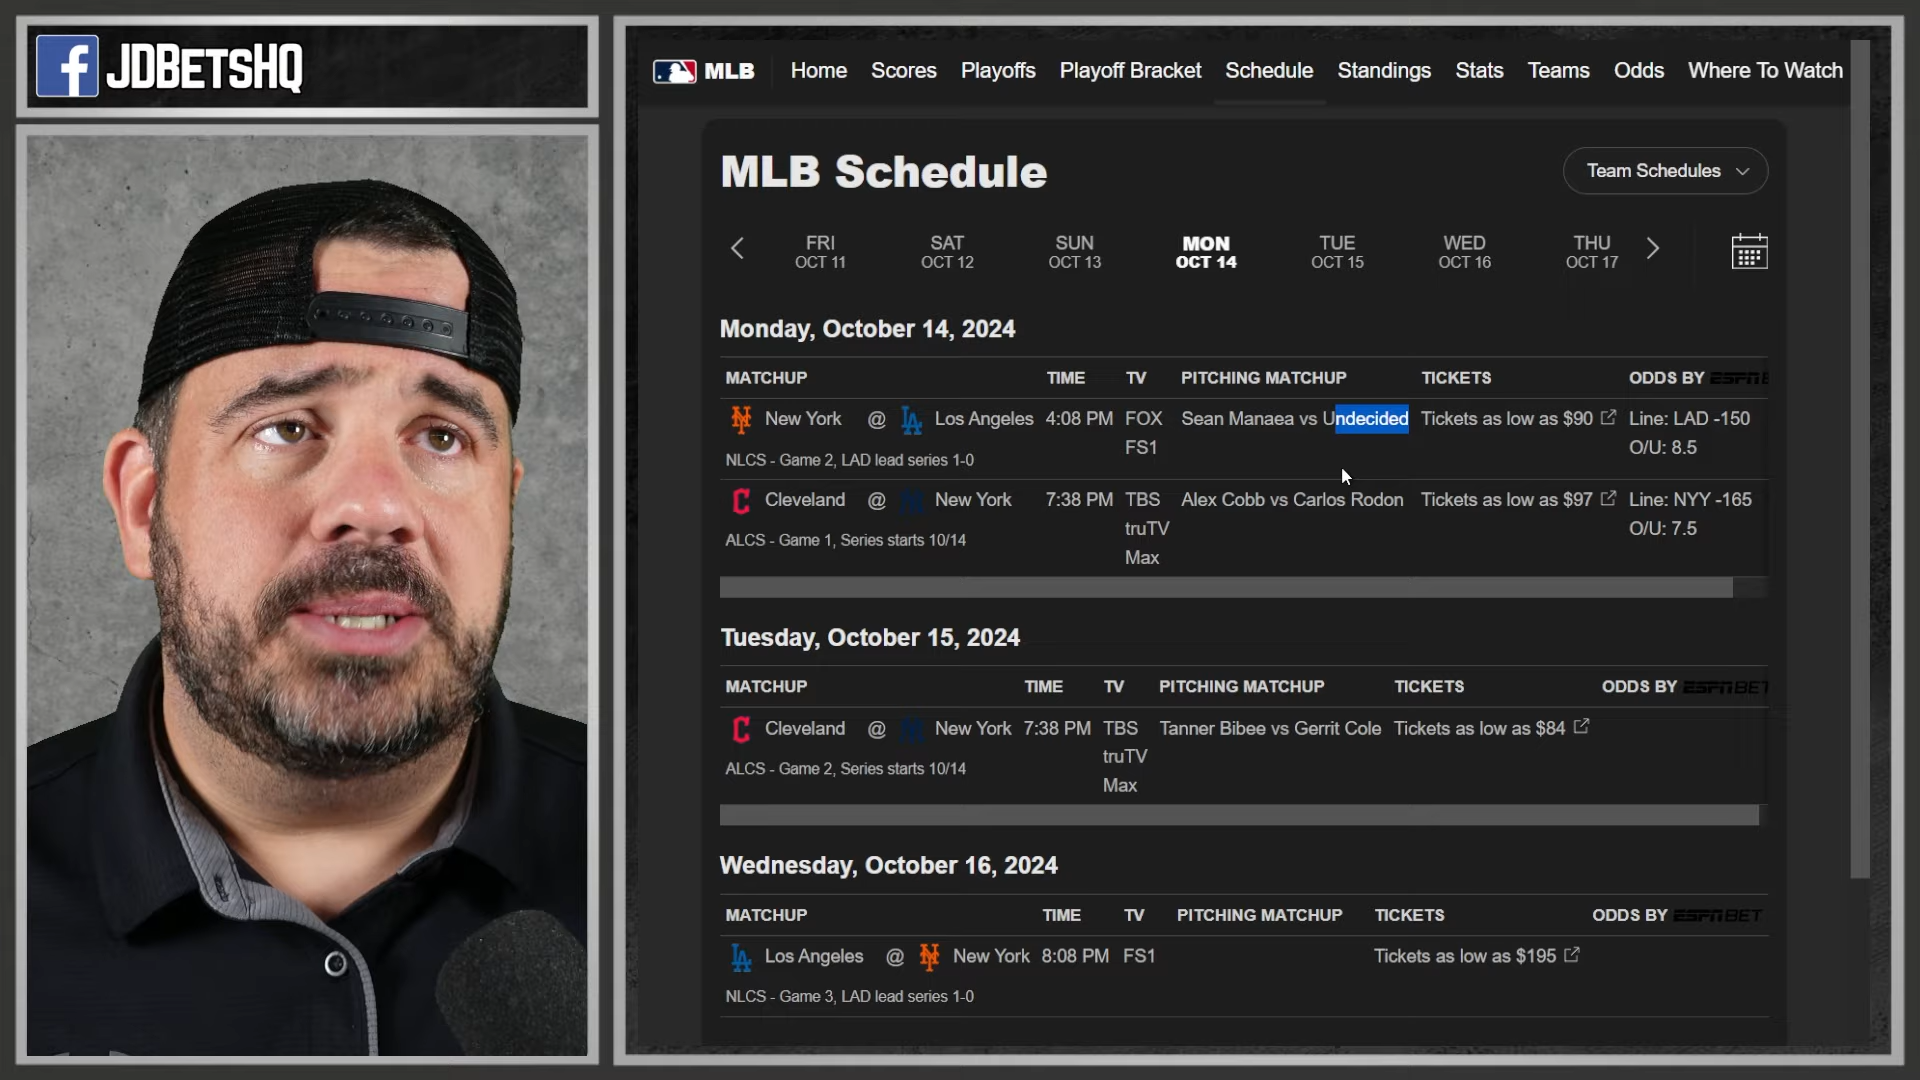 f JDBetsHQ
MLB Home Scores Playoffs Playoff Bracket Schedule Standings Stats Teams Odds Where To Watch
MLB Schedule
Team Schedules
FRI SAT SUN MON TUE WED THU
OCT 11 OCT 12 OCT 13 OCT 14 OCT 15 OCT 16 OCT 17
Monday, October 14, 2024
MATCHUP TIME TV PITCHING MATCHUP TICKETS ODDS BY ESPN
New York @ LA Los Angeles 4:08 PM FOX Sean Manaea vs Undecided Tickets as low as $90 Line: LAD -150
FS1 O/U: 8.5
NLCS - Game 2, LAD lead series 1-0
C Cleveland @ New York 7:38 PM TBS Alex Cobb vs Carlos Rodon Tickets as low as $97 Line: NYY -165
truTV O/U: 7.5
ALCS - Game 1, Series starts 10/14
Max
Tuesday, October 15, 2024
MATCHUP TIME TV PITCHING MATCHUP TICKETS ODDS BY ESPN BET
C Cleveland @ New York 7:38 PM TBS Tanner Bibee vs Gerrit Cole Tickets as low as $84
truTV
ALCS - Game 2, Series starts 10/14
Max
Wednesday, October 16, 2024
MATCHUP TIME TV PITCHING MATCHUP TICKETS ODDS BY ESPN BET
LA Los Angeles @ NY New York 8:08 PM FS1 Tickets as low as $195
NLCS - Game 3, LAD lead series 1-0